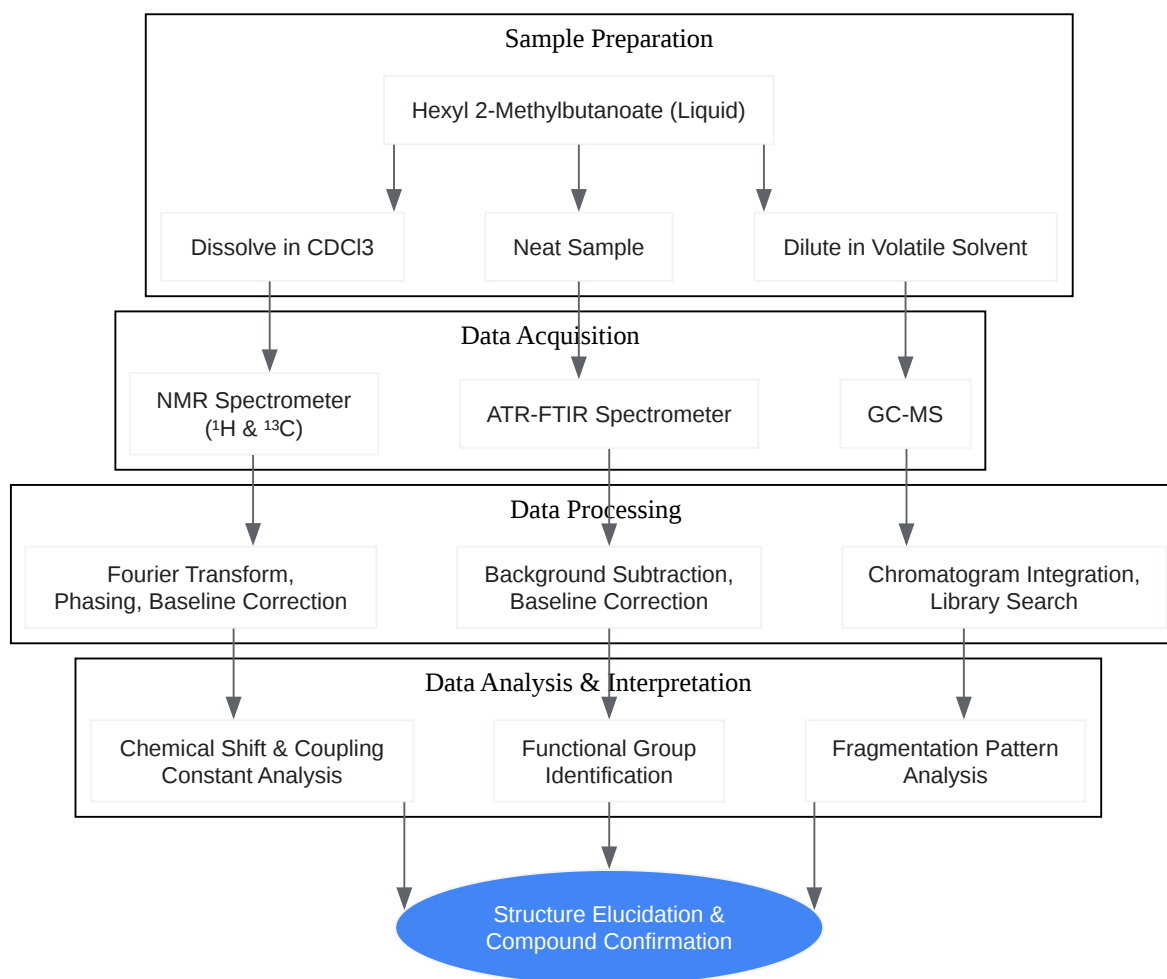 Sample Preparation
Hexyl 2-Methylbutanoate (Liquid)
Dissolve in CDCl3
Neat Sample
Dilute in Volatile Solvent
Data Acquisition
NMR Spectrometer
(¹H & ¹³C)
ATR-FTIR Spectrometer
GC-MS
Data Processing
Fourier Transform,
Phasing, Baseline Correction
Background Subtraction,
Baseline Correction
Chromatogram Integration,
Library Search
Data Analysis & Interpretation
Chemical Shift & Coupling
Constant Analysis
Functional Group
Identification
Fragmentation Pattern
Analysis
Structure Elucidation &
Compound Confirmation